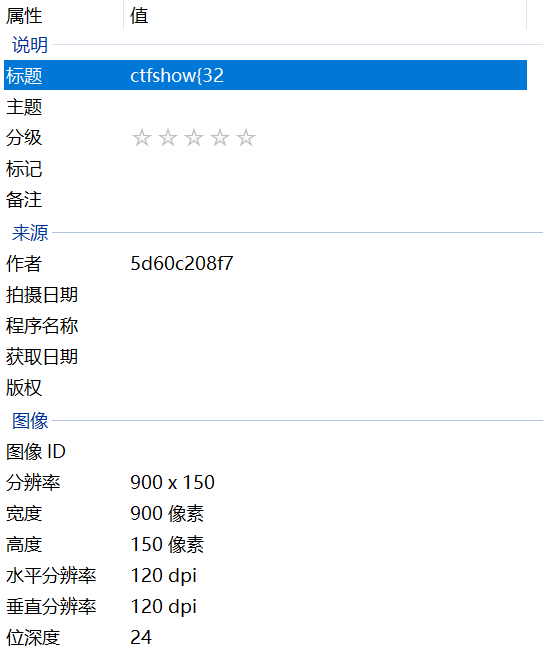 属性 值
说明
标题 ctfshow{32
主题
分级
标记
备注
来源
作者 5d60c208f7
拍摄日期
程序名称
获取日期
版权
图像
图像 ID
分辨率 900 x 150
宽度 900 像素
高度 150 像素
水平分辨率 120 dpi
垂直分辨率 120 dpi
位深度 24